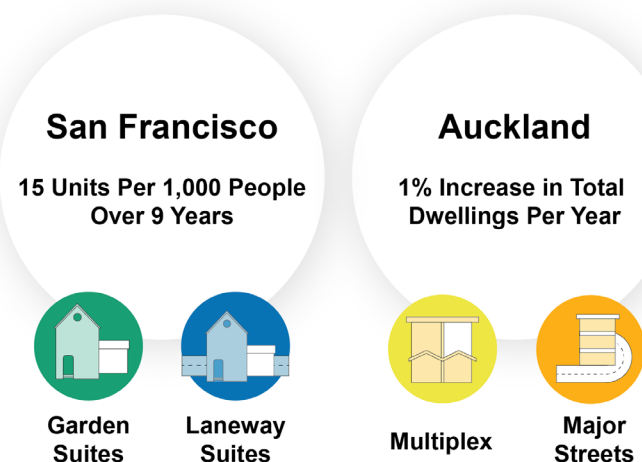 San Francisco
15 Units Per 1,000 People
Over 9 Years
Auckland
1% Increase in Total
Dwellings Per Year
Garden
Suites
Laneway
Suites
Multiplex
Major
Streets